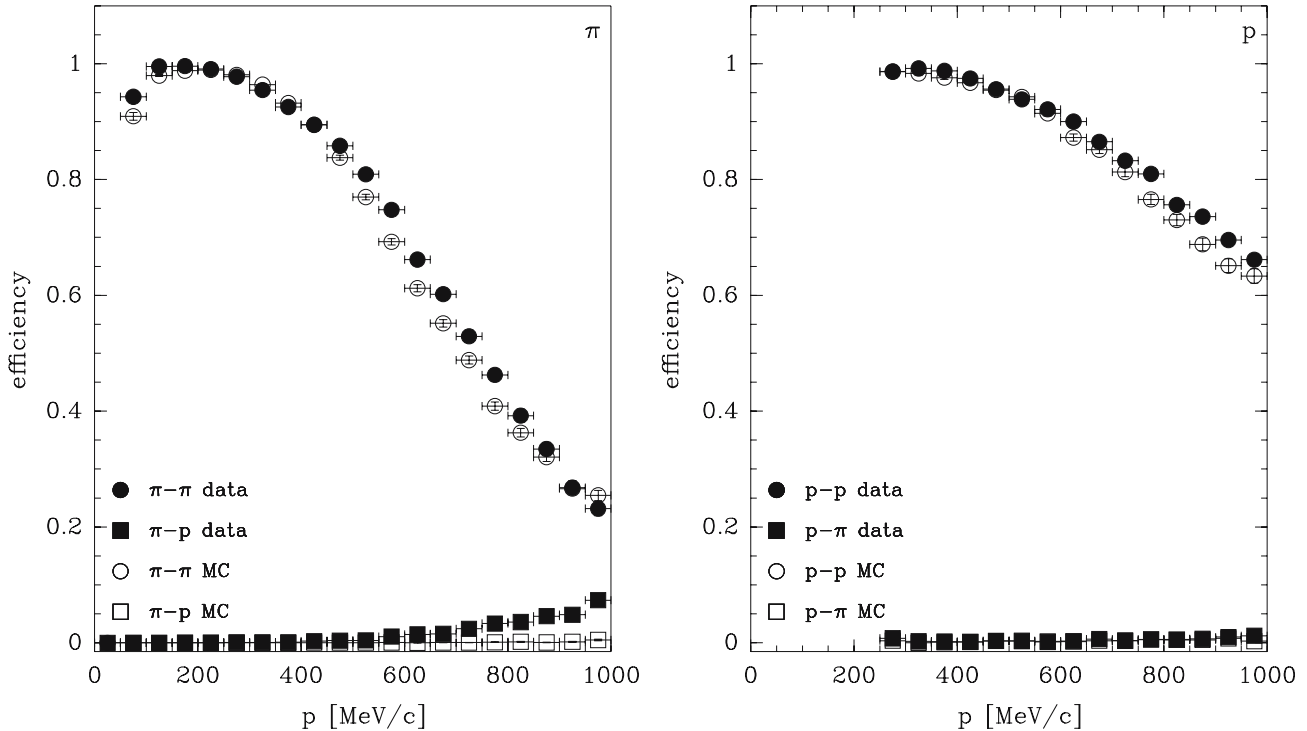 π
1
0.8
0.6
0.4
0.2
0
efficiency
π−π data
π−p data
π−π MC
π−p MC
0 200 400 600 800 1000
p [MeV/c]
p
1
0.8
0.6
0.4
0.2
0
efficiency
p−p data
p−π data
p−p MC
p−π MC
0 200 400 600 800 1000
p [MeV/c]